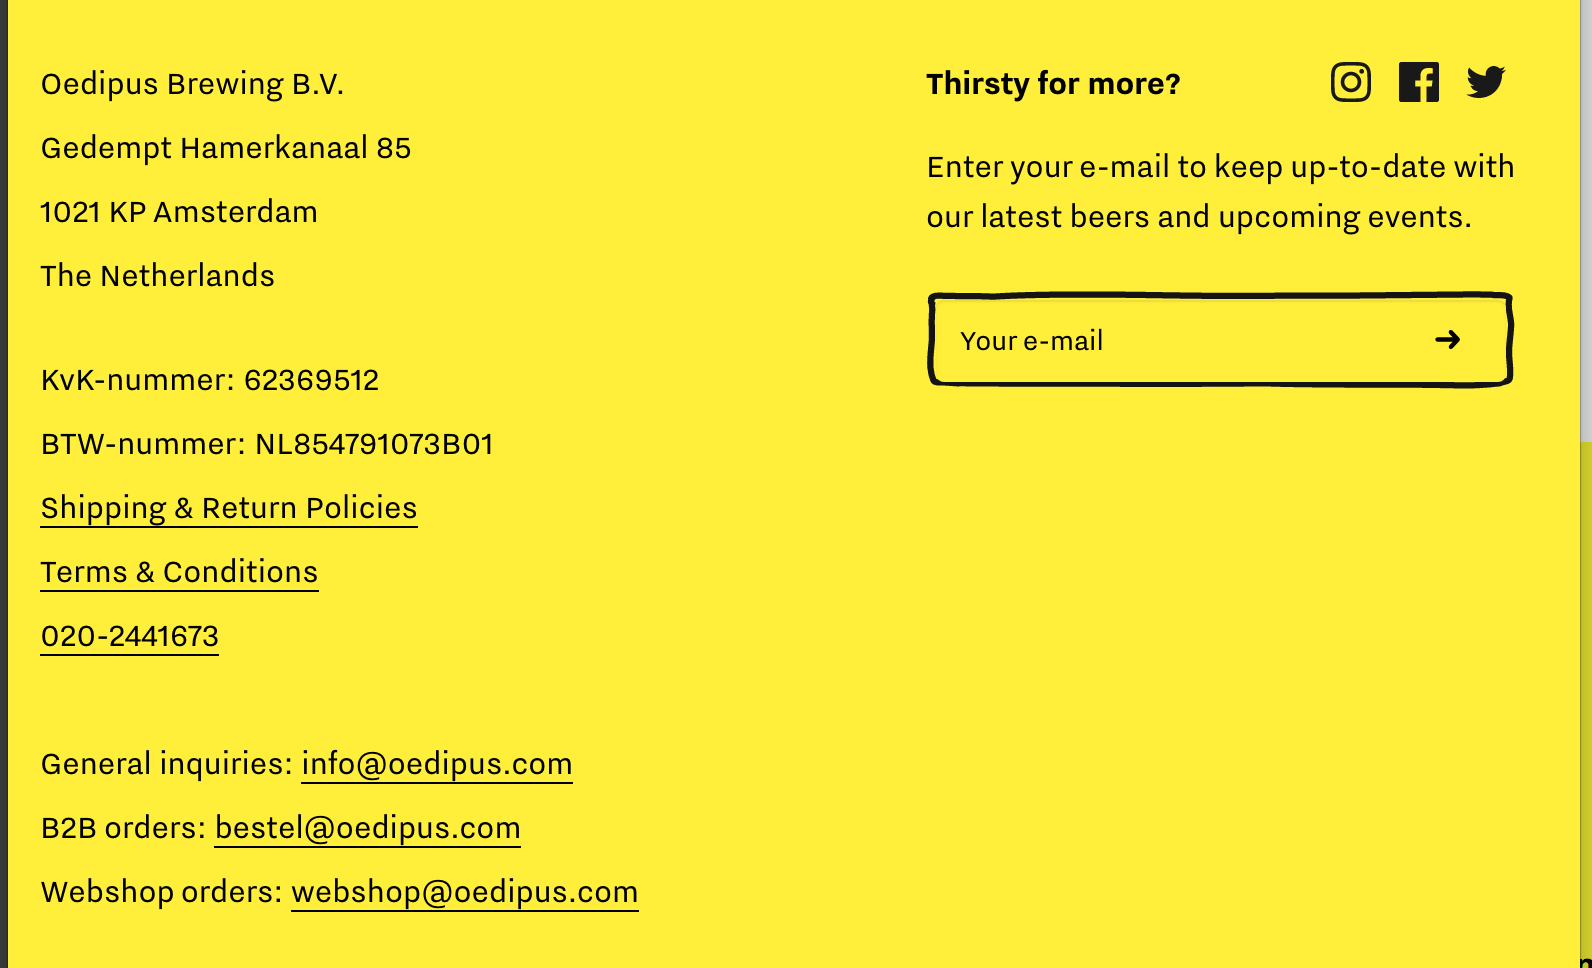 Oedipus Brewing B.V.
Gedempt Hamerkanaal 85
1021 KP Amsterdam
The Netherlands
KvK-nummer: 62369512
BTW-nummer: NL854791073B01
Shipping & Return Policies
Terms & Conditions
020-2441673
General inquiries: info@oedipus.com
B2B orders: bestel@oedipus.com
Webshop orders: webshop@oedipus.com
Thirsty for more?
Enter your e-mail to keep up-to-date with
our latest beers and upcoming events.
Your e-mail